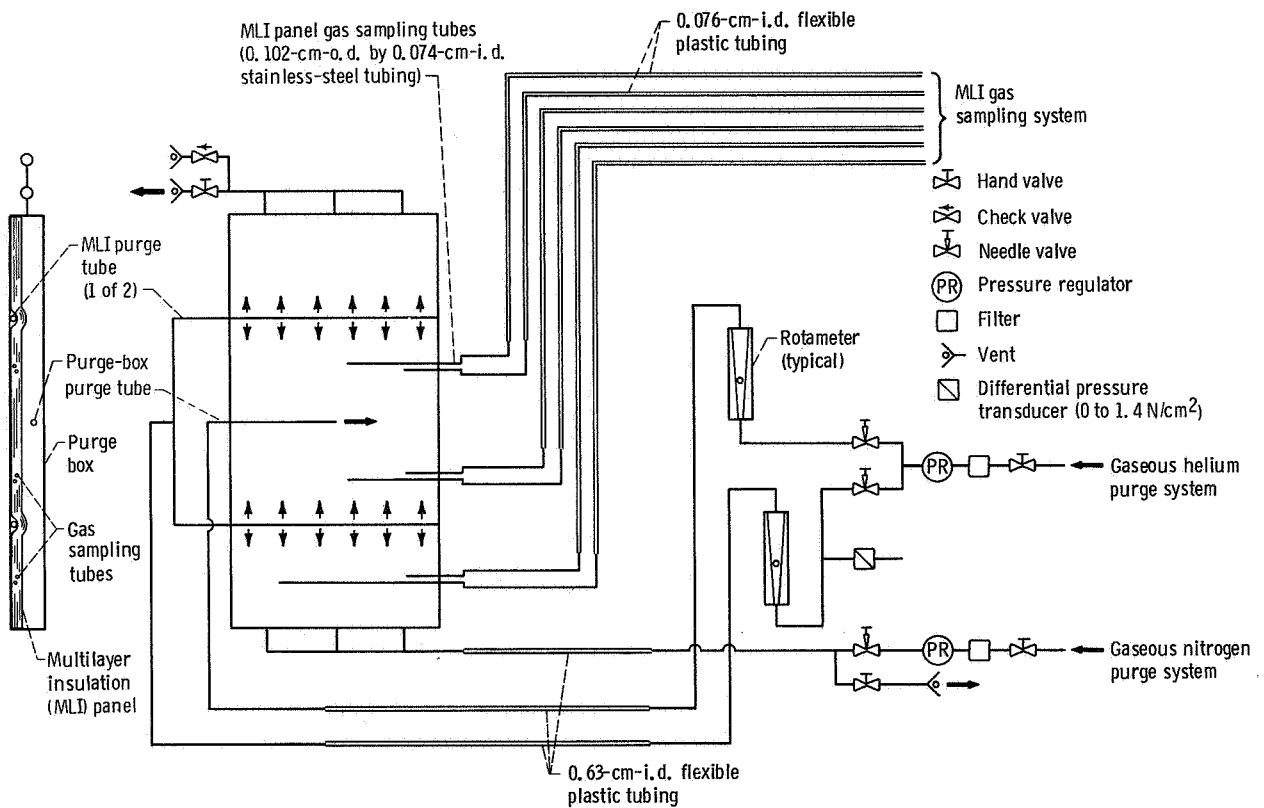 MLI panel gas sampling tubes
(0.102-cm-o.d. by 0.074-cm-i.d.
stainless-steel tubing)
0.076-cm-i.d. flexible
plastic tubing
MLI gas
sampling system
Hand valve
Check valve
Needle valve
PR
Pressure regulator
Filter
Vent
Differential pressure
transducer (0 to 1.4 N/cm2)
MLI purge
tube
(1 of 2)
Purge-box
purge tube
Purge
box
Gas
sampling
tubes
Multilayer
insulation
(MLI) panel
Rotameter
(typical)
PR
Gaseous helium
purge system
PR
Gaseous nitrogen
purge system
0.63-cm-i.d. flexible
plastic tubing